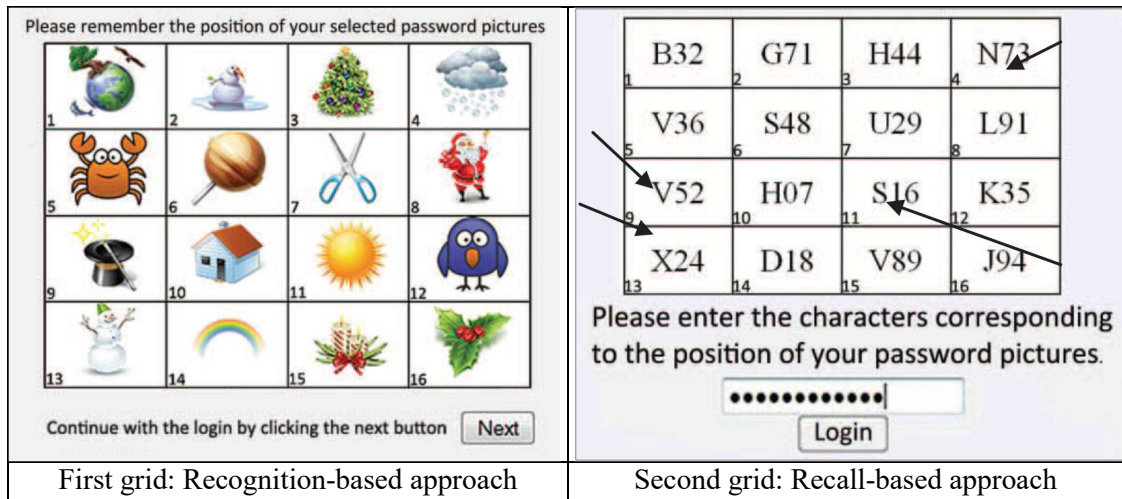 Please remember the position of your selected password pictures
1 2 3 4
5 6 7 8
9 10 11 12
13 14 15 16
Continue with the login by clicking the next button Next
First grid: Recognition-based approach
B32 G71 H44 N73
1 2 3 4
V36 S48 U29 L91
5 6 7 8
V52 H07 S16 K35
9 10 11 12
X24 D18 V89 J94
13 14 15 16
Please enter the characters corresponding
to the position of your password pictures.
Login
Second grid: Recall-based approach